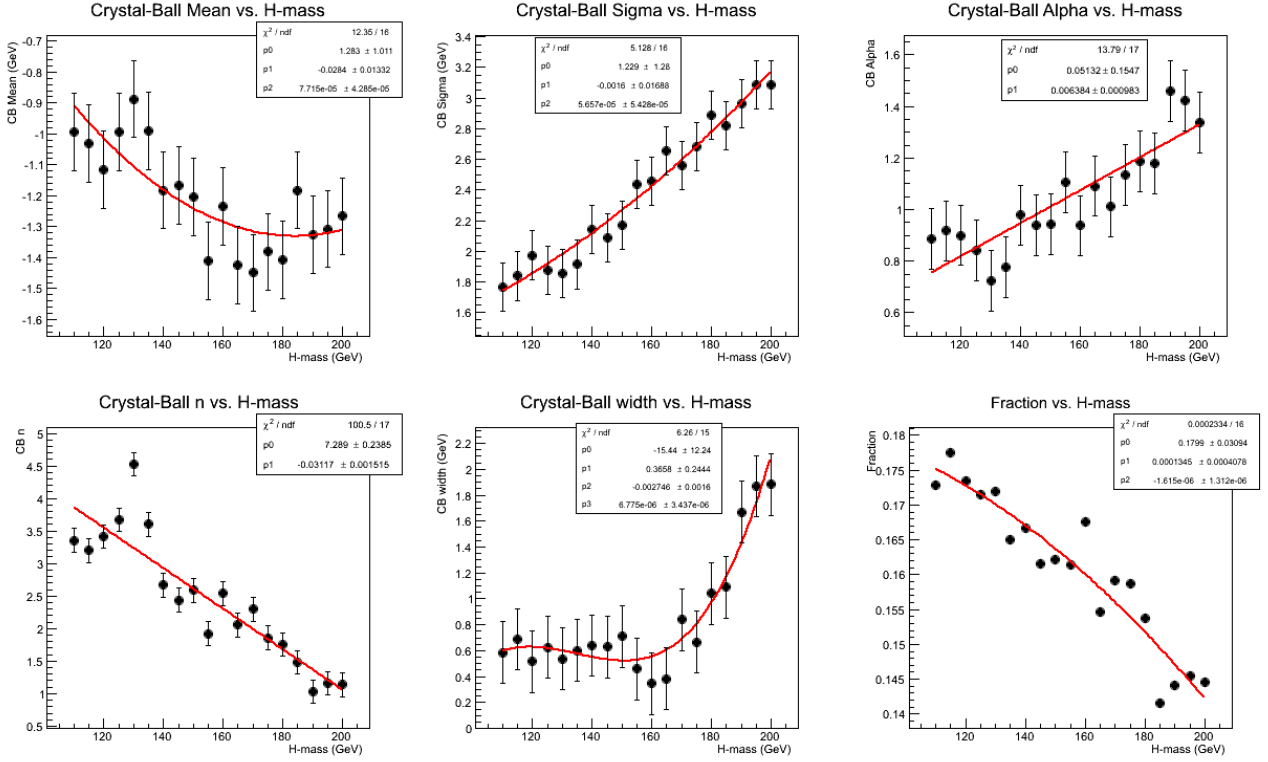 Crystal-Ball Mean vs. H-mass
χ² / ndf 12.35 / 16
p0 1.283 ± 1.011
p1 -0.0284 ± 0.01332
p2 7.715e-05 ± 4.285e-05
CB Mean (GeV)
-0.7
-0.8
-0.9
-1
-1.1
-1.2
-1.3
-1.4
-1.5
-1.6
120 140 160 180 200
H-mass (GeV)
Crystal-Ball Sigma vs. H-mass
χ² / ndf 5.128 / 16
p0 1.229 ± 1.28
p1 -0.0016 ± 0.01688
p2 5.657e-05 ± 5.428e-05
CB Sigma (GeV)
3.4
3.2
3
2.8
2.6
2.4
2.2
2
1.8
1.6
120 140 160 180 200
H-mass (GeV)
Crystal-Ball Alpha vs. H-mass
χ² / ndf 13.79 / 17
p0 0.05132 ± 0.1547
p1 0.006384 ± 0.000983
CB Alpha
1.6
1.4
1.2
1
0.8
0.6
120 140 160 180 200
H-mass (GeV)
Crystal-Ball n vs. H-mass
χ² / ndf 100.5 / 17
p0 7.289 ± 0.2385
p1 -0.03117 ± 0.001515
CB n
5
4.5
4
3.5
3
2.5
2
1.5
1
0.5
120 140 160 180 200
H-mass (GeV)
Crystal-Ball width vs. H-mass
χ² / ndf 6.26 / 15
p0 -15.44 ± 12.24
p1 0.3658 ± 0.2444
p2 -0.002746 ± 0.0016
p3 6.775e-06 ± 3.437e-06
CB width (GeV)
2.2
2
1.8
1.6
1.4
1.2
1
0.8
0.6
0.4
0.2
0
120 140 160 180 200
H-mass (GeV)
Fraction vs. H-mass
χ² / ndf 0.0002334 / 16
p0 0.1799 ± 0.03094
p1 0.0001345 ± 0.0004078
p2 -1.615e-06 ± 1.312e-06
Fraction
0.18
0.175
0.17
0.165
0.16
0.155
0.15
0.145
0.14
120 140 160 180 200
H-mass (GeV)